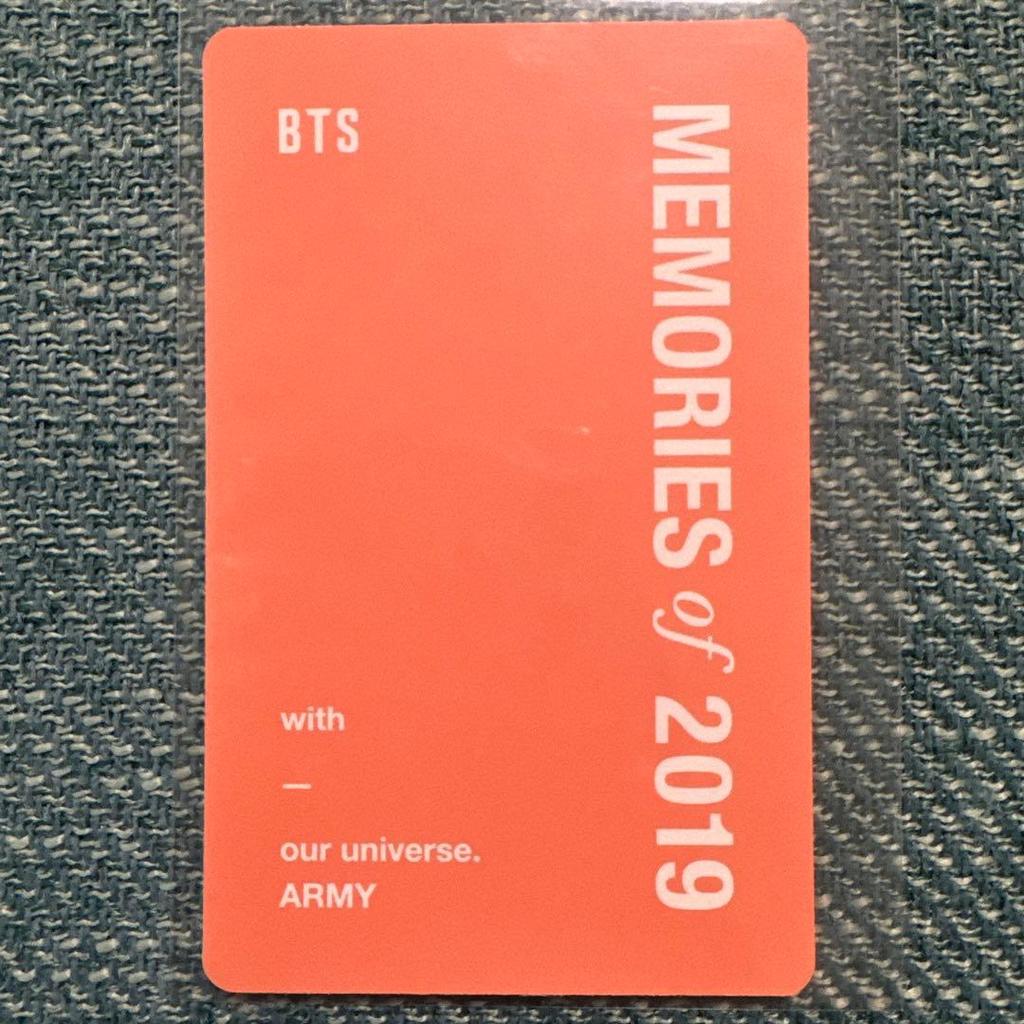 BTS
MEMORIES of 2019
with
—
our universe.
ARMY